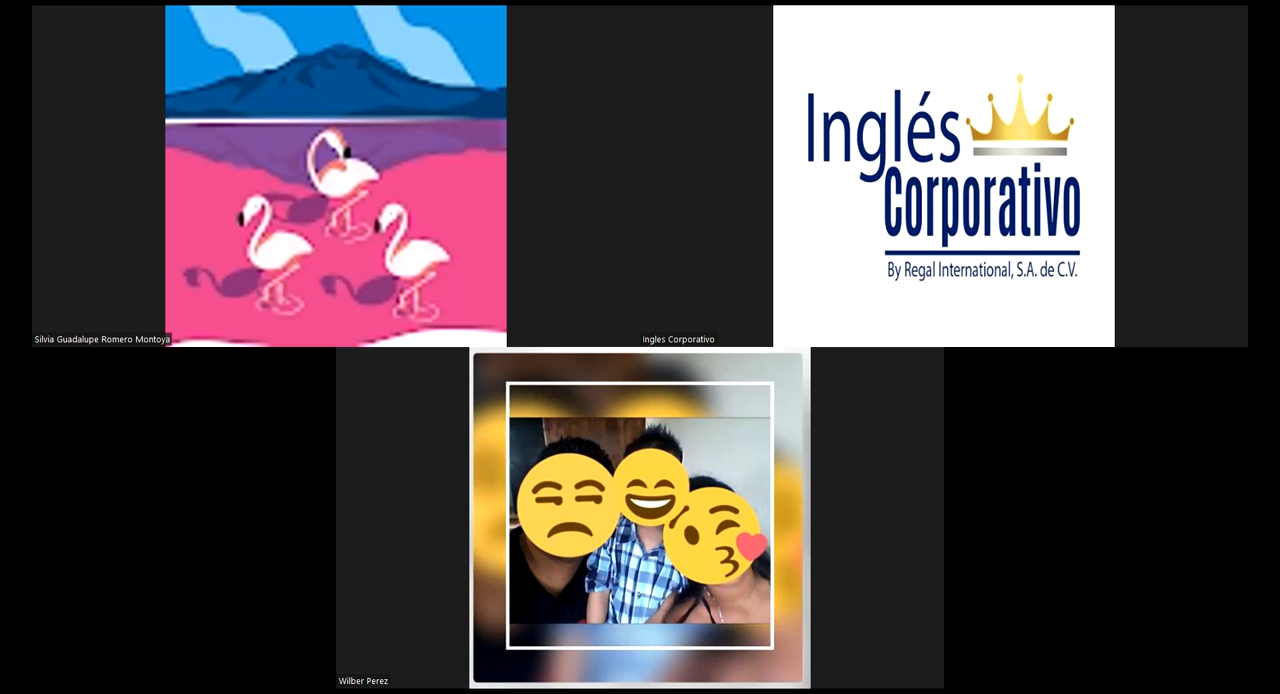 Inglés
Corporativo
By Regal International, S.A. de C.V.
Silvia Guadalupe Romero Montoya
Ingles Corporativo
Wilber Perez